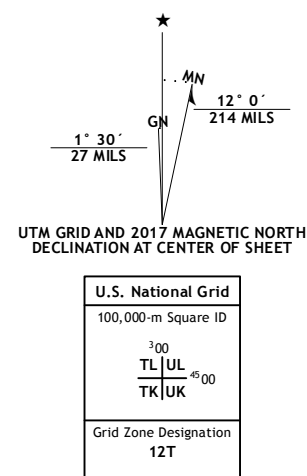 ★
MN
GN
12° 0´
214 MILS
1° 30´
27 MILS
UTM GRID AND 2017 MAGNETIC NORTH
DECLINATION AT CENTER OF SHEET
U.S. National Grid
100,000-m Square ID
³00
TL UL
⁴⁵00
TK UK
Grid Zone Designation
12T